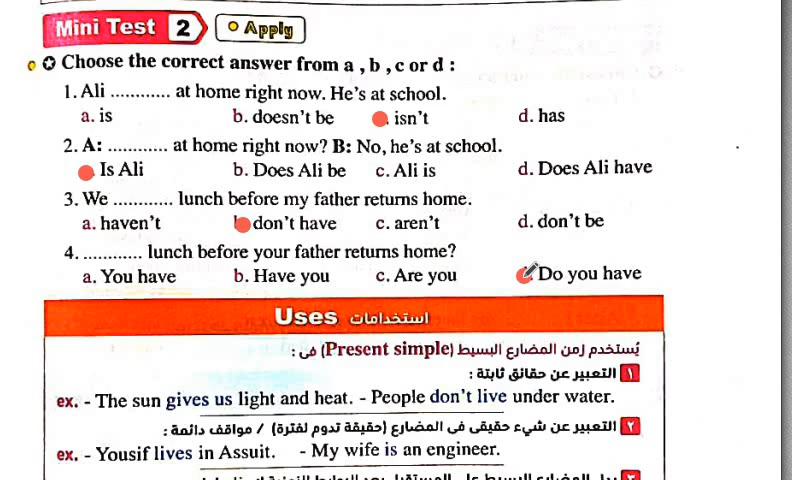 Mini Test 2 Apply
Choose the correct answer from a , b , c or d :
1. Ali ............ at home right now. He's at school.
a. is b. doesn't be isn't d. has
2. A: ............ at home right now? B: No, he's at school.
Is Ali b. Does Ali be c. Ali is d. Does Ali have
3. We ............ lunch before my father returns home.
a. haven't don't have c. aren't d. don't be
4. ............ lunch before your father returns home?
a. You have b. Have you c. Are you Do you have
Uses استخدامات
يُستخدم زمن المضارع البسيط (Present simple) فى :
١ التعبير عن حقائق ثابتة :
ex. - The sun gives us light and heat. - People don't live under water.
٢ التعبير عن شيء حقيقى فى المضارع (حقيقة تدوم لفترة) / مواقف دائمة :
ex. - Yousif lives in Assuit. - My wife is an engineer.